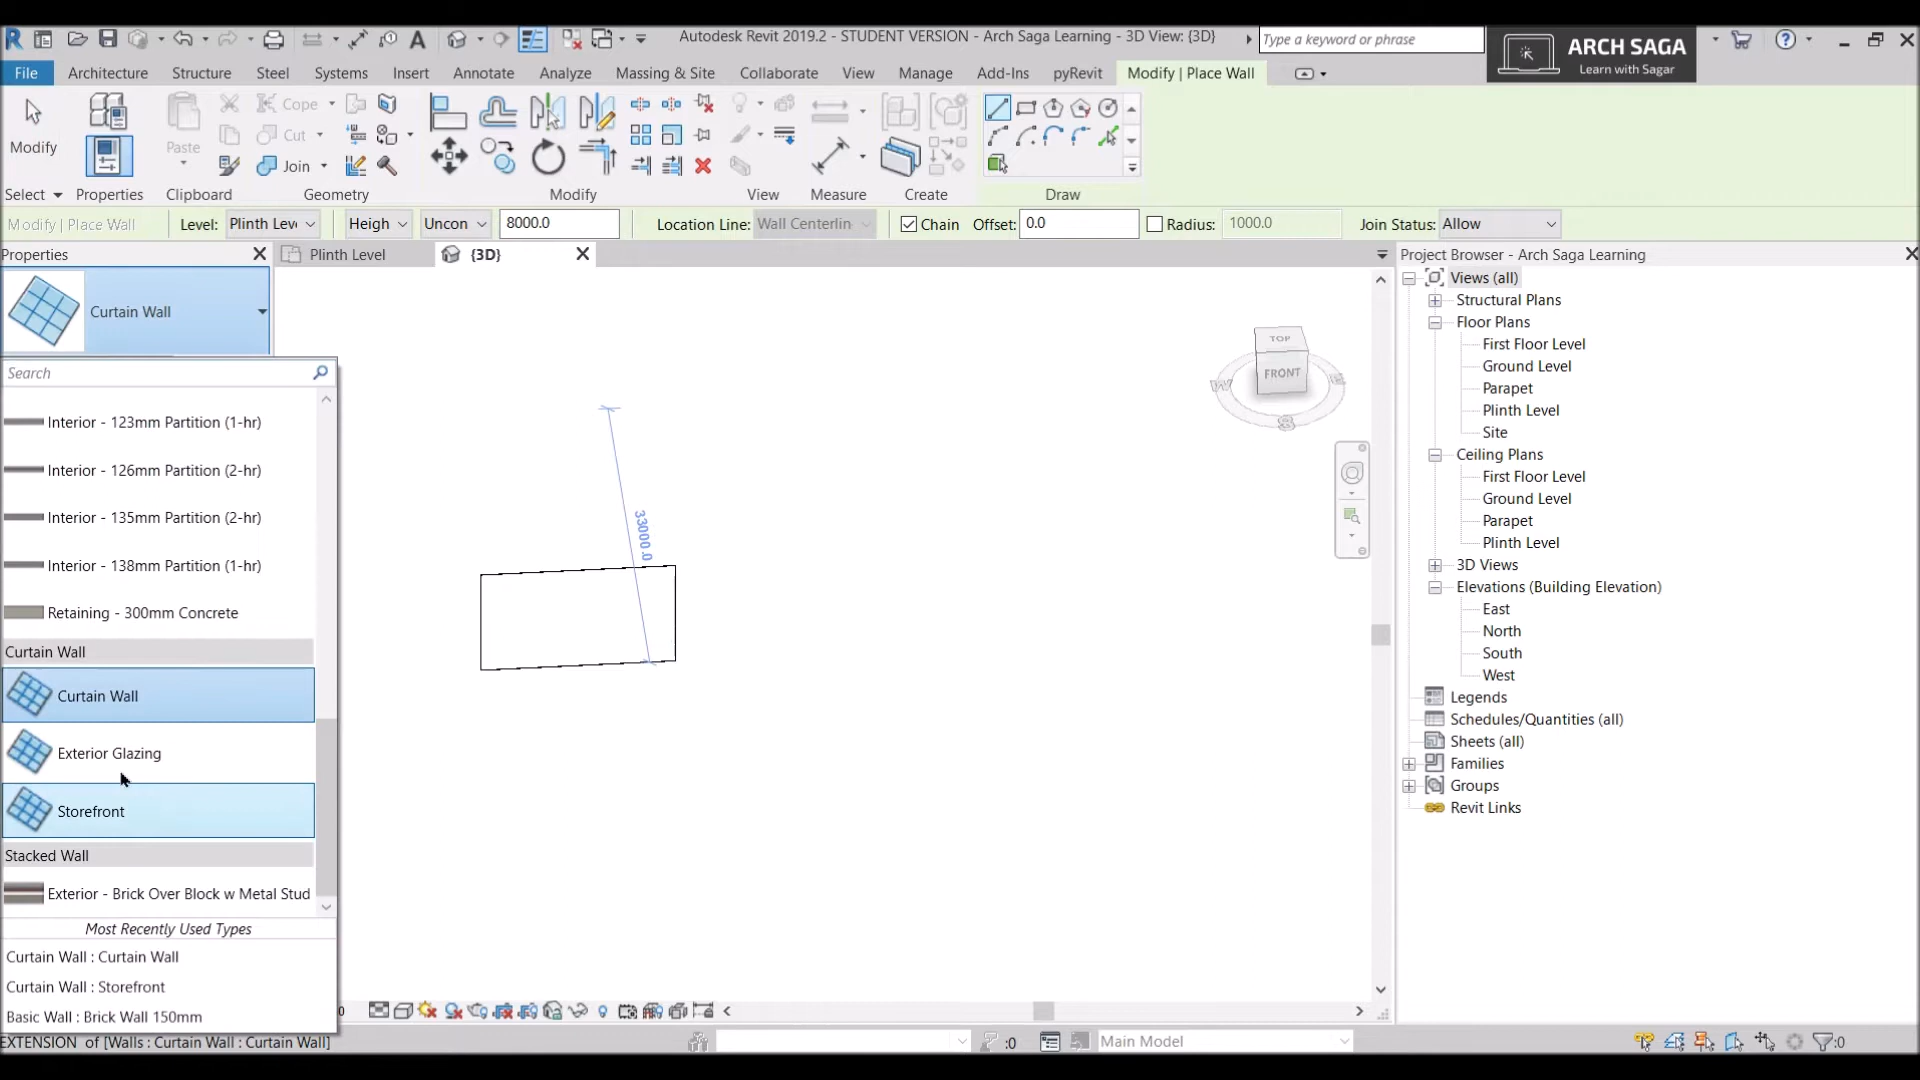 Autodesk Revit 2019.2 - STUDENT VERSION - Arch Saga Learning - 3D View: {3D}
Type a keyword or phrase
ARCH SAGA
Learn with Sagar
File Architecture Structure Steel Systems Insert Annotate Analyze Massing & Site Collaborate View Manage Add-Ins pyRevit Modify | Place Wall
Modify
Paste
Cope
Cut
Join
Select Properties Clipboard Geometry Modify View Measure Create Draw
Modify | Place Wall Level: Plinth Leve Heigh Uncon 8000.0 Location Line: Wall Centerlin Chain Offset: 0.0 Radius: 1000.0 Join Status: Allow
Properties
Plinth Level
{3D}
Project Browser - Arch Saga Learning
Curtain Wall
Search
Interior - 123mm Partition (1-hr)
Interior - 126mm Partition (2-hr)
Interior - 135mm Partition (2-hr)
Interior - 138mm Partition (1-hr)
Retaining - 300mm Concrete
Curtain Wall
Curtain Wall
Exterior Glazing
Storefront
Stacked Wall
Exterior - Brick Over Block w Metal Stud
Most Recently Used Types
Curtain Wall : Curtain Wall
Curtain Wall : Storefront
Basic Wall : Brick Wall 150mm
EXTENSION of [Walls : Curtain Wall : Curtain Wall]
33000.0
TOP
FRONT
W
S
Views (all)
Structural Plans
Floor Plans
First Floor Level
Ground Level
Parapet
Plinth Level
Site
Ceiling Plans
First Floor Level
Ground Level
Parapet
Plinth Level
3D Views
Elevations (Building Elevation)
East
North
South
West
Legends
Schedules/Quantities (all)
Sheets (all)
Families
Groups
Revit Links
:0
Main Model
:0